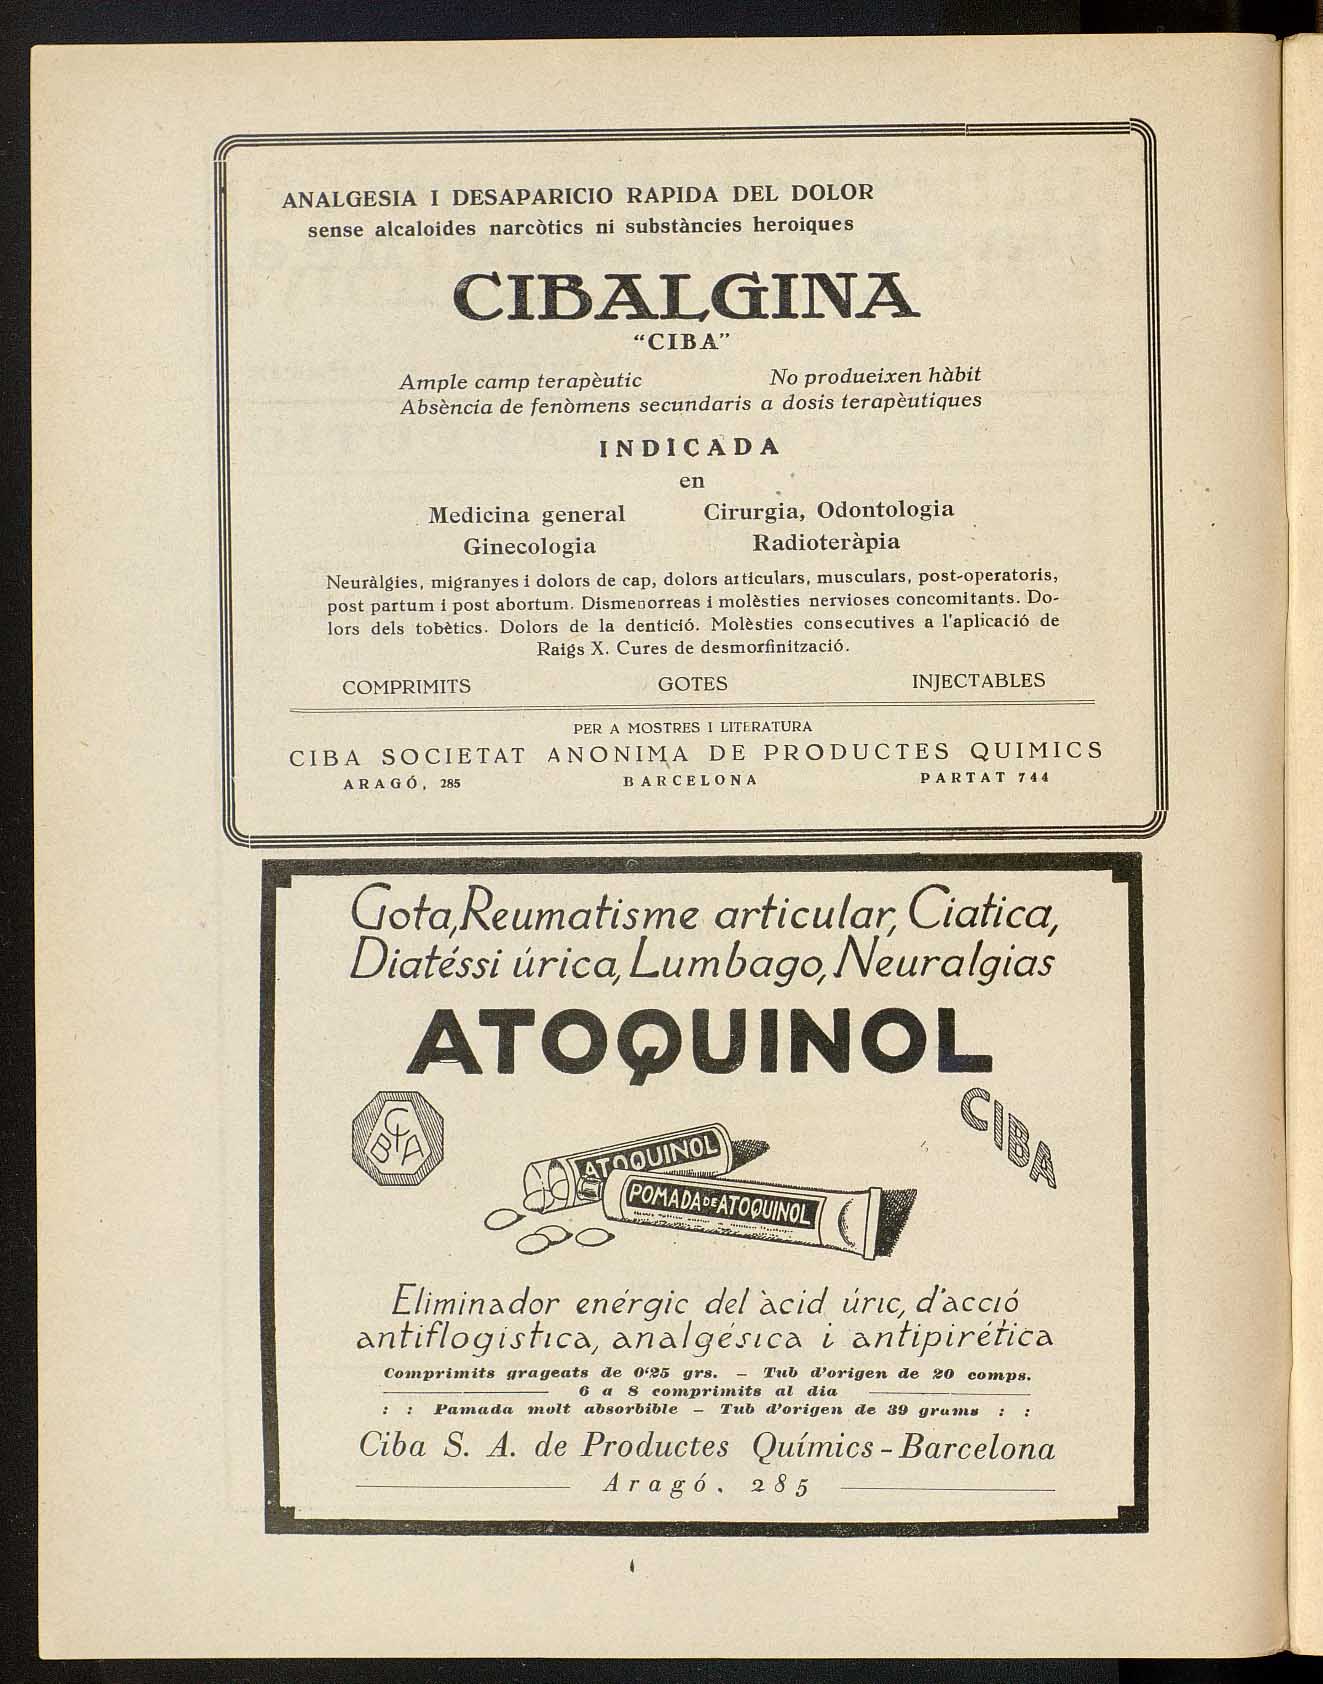 ANALGESIA I DESAPARICIO RAPIDA DEL DOLOR
sense alcaloides narcòtics ni substàncies heroiques
CIBALGINA
"CIBA"
Ample camp terapèutic No produeixen hàbit
Absència de fenòmens secundaris a dosis terapèutiques
INDICADA
en
Medicina general Cirurgia, Odontologia
Ginecologia Radioteràpia
Neuràlgies, migranyes i dolors de cap, dolors articulars, musculars, post-operatoris,
post partum i post abortum. Dismenorreas i molèsties nervioses concomitants. Do-
lors dels tobètics. Dolors de la dentició. Molèsties consecutives a l'aplicació de
Raigs X. Cures de desmorfinització.
COMPRIMITS GOTES INJECTABLES
PER A MOSTRES I LITERATURA
CIBA SOCIETAT ANONIMA DE PRODUCTES QUIMICS
ARAGÓ, 285 BARCELONA PARTAT 744
Gota, Reumatisme articular, Ciatica,
Diatéssi úrica, Lumbago, Neuralgias
ATOQUINOL
CIBA
CIBA
ATOQUINOL
POMADA DE ATOQUINOL
Eliminador enérgic del àcid úric, d'acció
antiflogistica, analgésica i antipirética
Comprimits grageats de 0'25 grs. – Tub d'origen de 20 comps.
6 a 8 comprimits al dia
: : Pamada molt absorbible – Tub d'origen de 39 grams : :
Ciba S. A. de Productes Químics - Barcelona
Aragó, 285